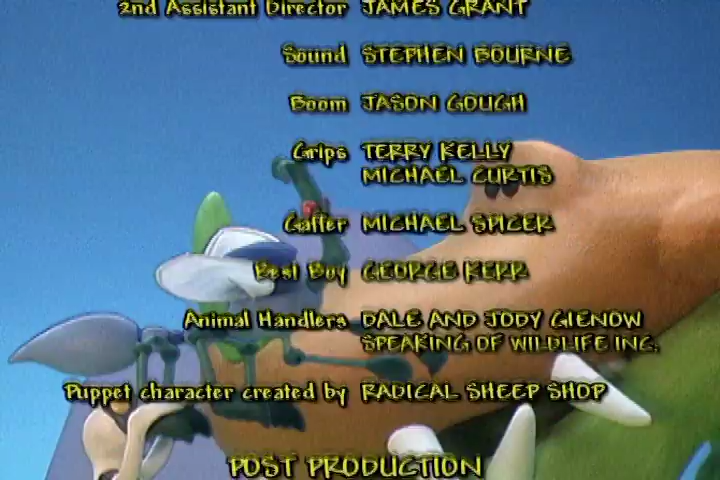 2nd Assistant Director JAMES GRANT
Sound STEPHEN BOURNE
Boom JASON GOUGH
Grips TERRY KELLY
MICHAEL CURTIS
Gaffer MICHAEL SPICER
Best Boy GEORGE KERR
Animal Handlers DALE AND JODY GIENOW
SPEAKING OF WILDLIFE INC.
Puppet character created by RADICAL SHEEP SHOP
POST PRODUCTION